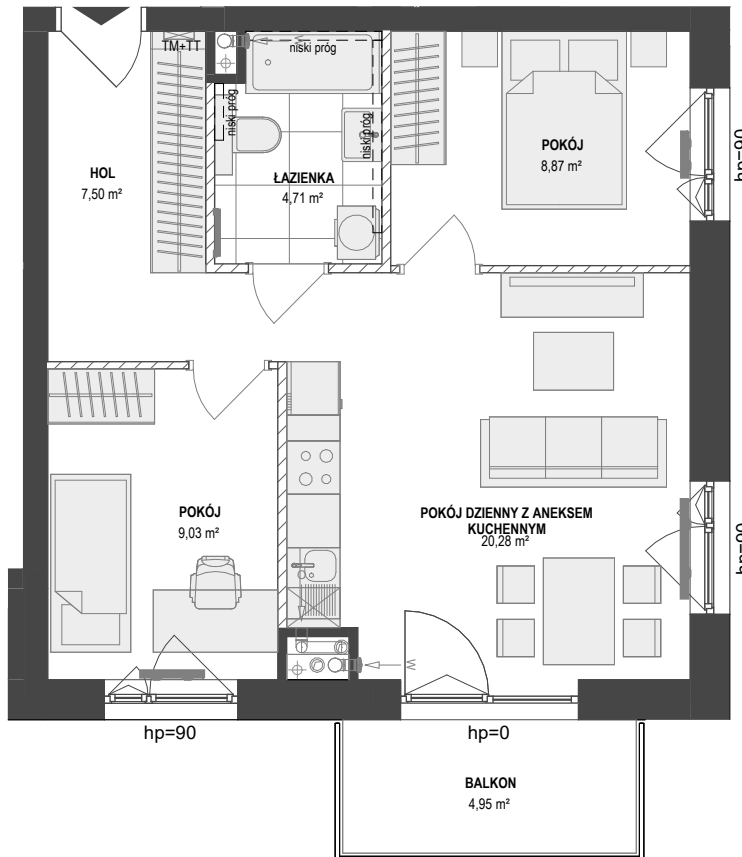 TM+TT
niski próg
niski próg
niski próg
HOL
7,50 m²
ŁAZIENKA
4,71 m²
POKÓJ
8,87 m²
hp=90
POKÓJ
9,03 m²
POKÓJ DZIENNY Z ANEKSEM
KUCHENNYM
20,28 m²
hp=90
W
hp=90
hp=0
BALKON
4,95 m²